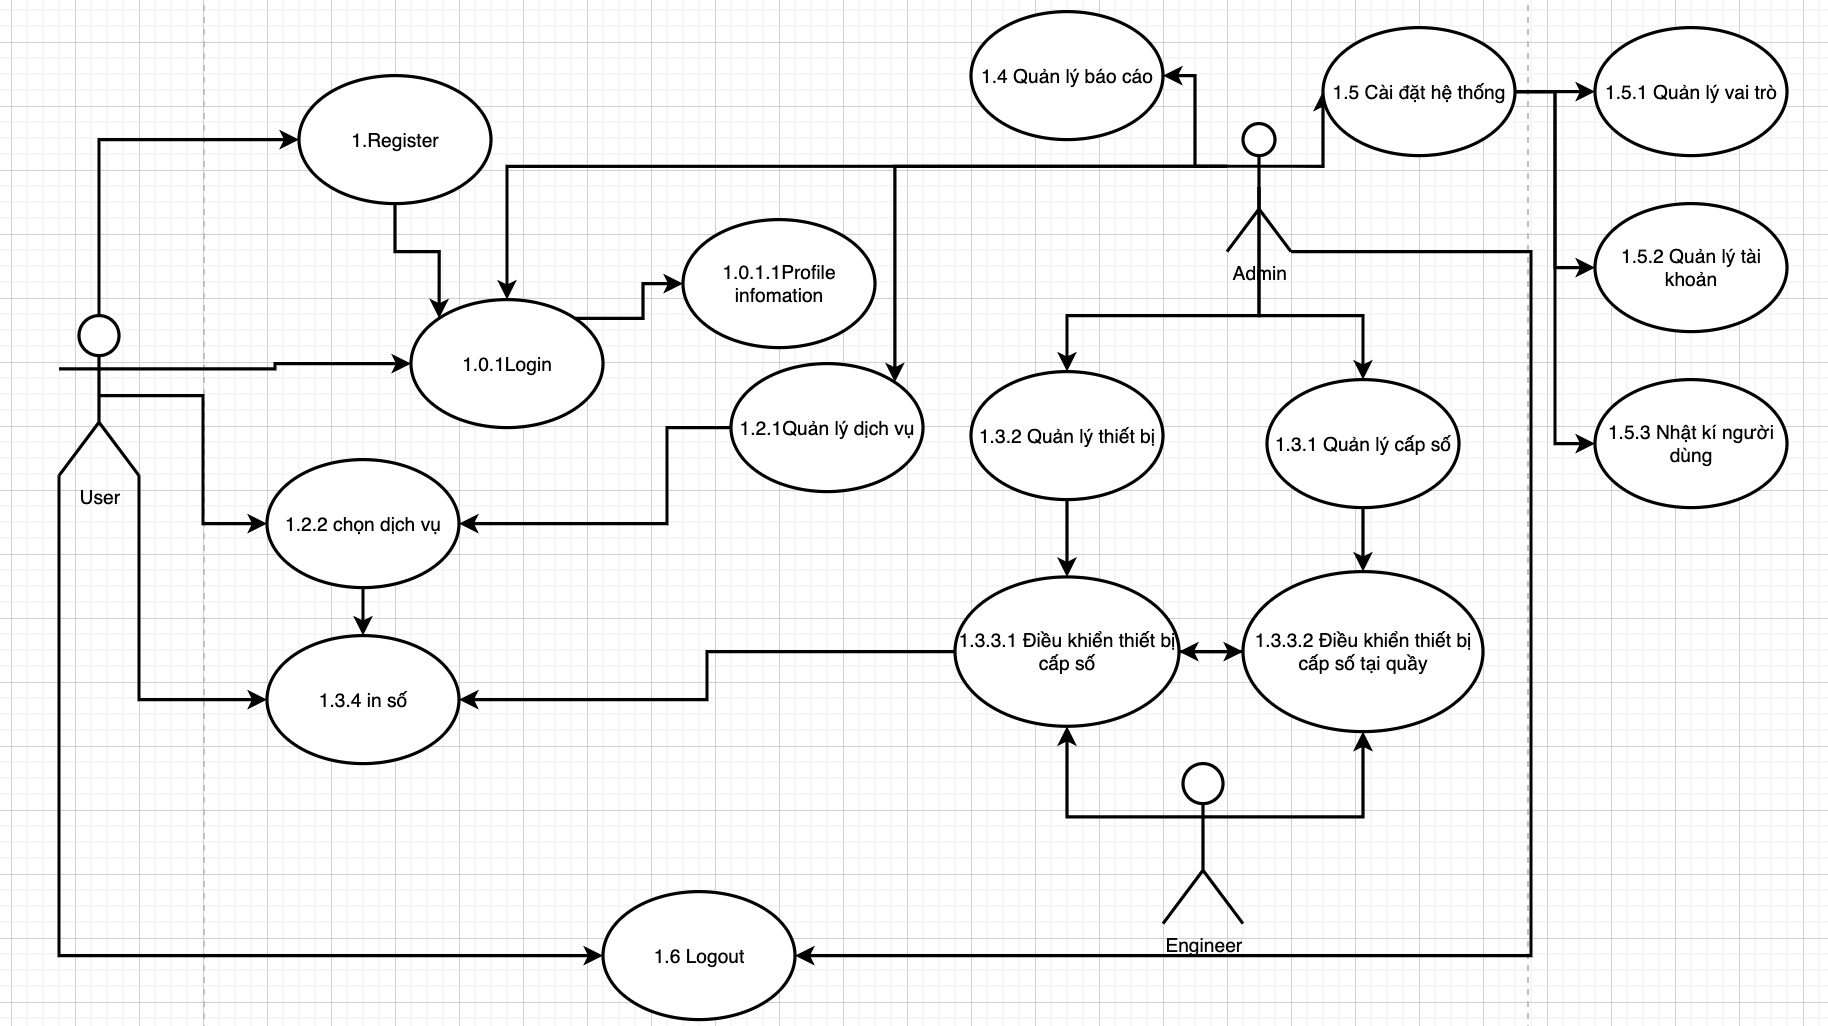 1.4 Quản lý báo cáo
1.5 Cài đặt hệ thống
1.5.1 Quản lý vai trò
1.Register
1.5.2 Quản lý tài
khoản
Admin
1.0.1.1Profile
infomation
1.0.1Login
1.2.1Quản lý dịch vụ
1.3.2 Quản lý thiết bị
1.3.1 Quản lý cấp số
1.5.3 Nhật kí người
dùng
User
1.2.2 chọn dịch vụ
1.3.3.1 Điều khiển thiết bị
cấp số
1.3.3.2 Điều khiển thiết bị
cấp số tại quầy
1.3.4 in số
Engineer
1.6 Logout